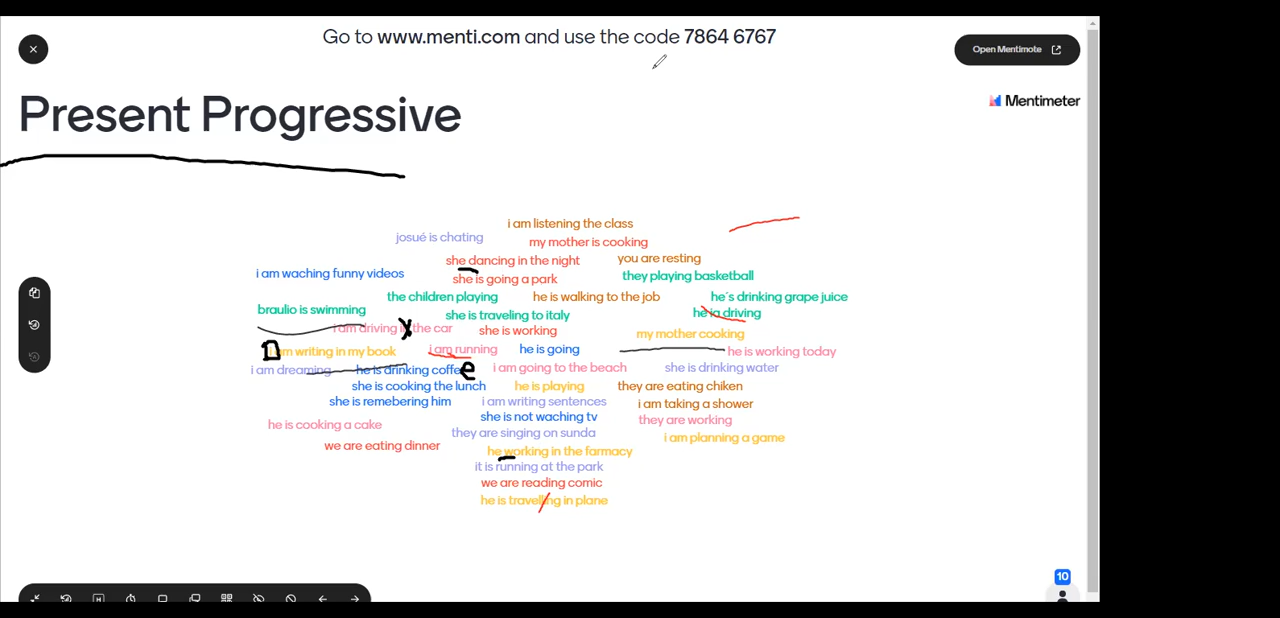 Go to www.menti.com and use the code 7864 6767
Open Mentimote
Mentimeter
Present Progressive
i am listening the class
josué is chating
my mother is cooking
she dancing in the night
you are resting
i am waching funny videos
she is going a park
they playing basketball
the children playing
he is walking to the job
he´s drinking grape juice
braulio is swimming
she is traveling to italy
he ia driving
i am driving in the car
x
she is working
my mother cooking
D
i am writing in my book
i am running
he is going
he is working today
i am dreaming
he is drinking coffe
e
i am going to the beach
she is drinking water
she is cooking the lunch
he is playing
they are eating chiken
she is remebering him
i am writing sentences
i am taking a shower
she is not waching tv
he is cooking a cake
they are working
they are singing on sunda
i am planning a game
we are eating dinner
he working in the farmacy
it is running at the park
we are reading comic
he is travelling in plane
10